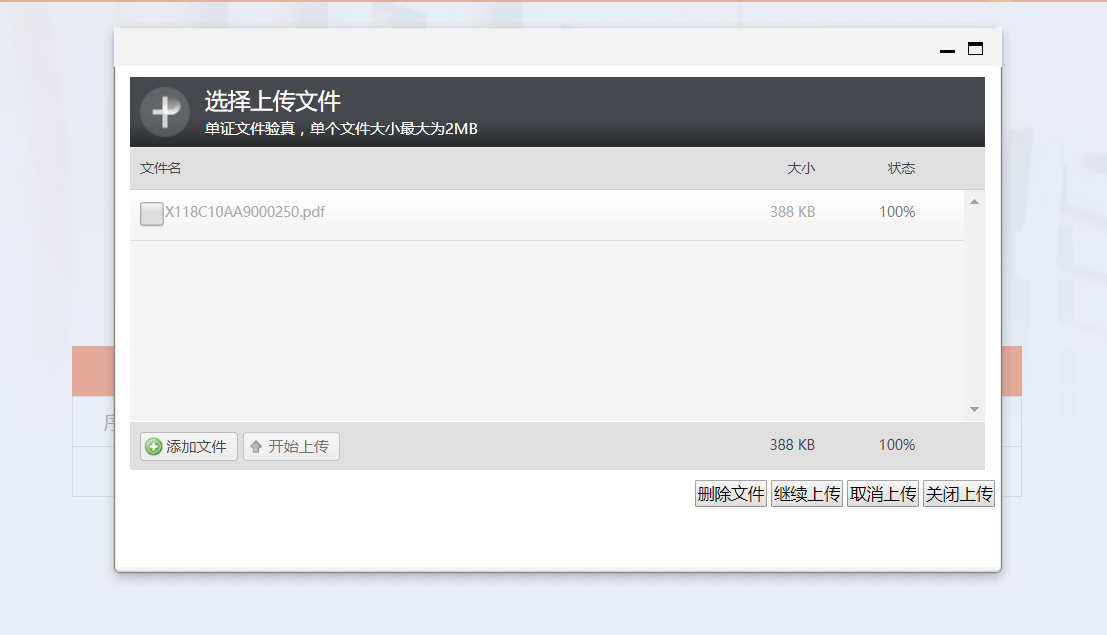 选择上传文件
单证文件验真，单个文件大小最大为2MB
文件名 大小 状态
X118C10AA9000250.pdf 388 KB 100%
序
添加文件 开始上传 388 KB 100%
删除文件 继续上传 取消上传 关闭上传